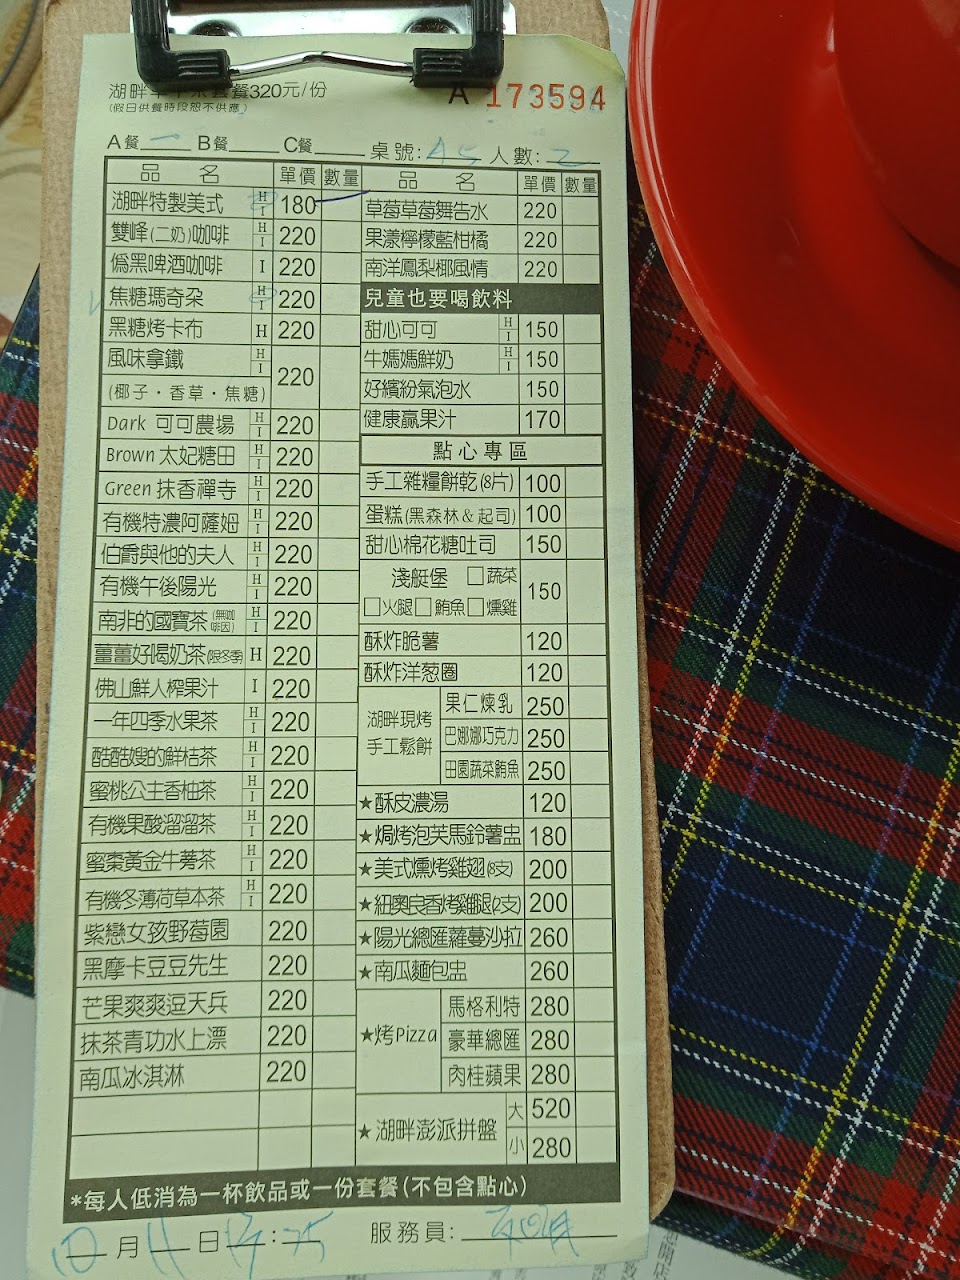 湖畔 套餐320元/份
(假日供餐時段恕不供應)
A 173594
A餐 一 B餐 C餐 桌號: A5 人數: 2
品名 單價 數量
湖畔特製美式 H I 180
雙峰(二奶)咖啡 H I 220
僞黑啤酒咖啡 I 220
焦糖瑪奇朵 H I 220
黑糖烤卡布 H 220
風味拿鐵 H I 220
(椰子·香草·焦糖)
Dark 可可農場 H I 220
Brown 太妃糖田 H I 220
Green 抹香禪寺 H I 220
有機特濃阿薩姆 H I 220
伯爵與他的夫人 H I 220
有機午後陽光 H I 220
南非的國寶茶(無咖啡因) H I 220
薑薑好喝奶茶(限冬季) H 220
佛山鮮人榨果汁 I 220
一年四季水果茶 H I 220
酷酷嫂的鮮桔茶 H I 220
蜜桃公主香柚茶 H I 220
有機果酸溜溜茶 H I 220
蜜棗黃金牛蒡茶 H I 220
有機冬薄荷草本茶 H I 220
紫戀女孩野莓園 220
黑摩卡豆豆先生 220
芒果爽爽逗天兵 220
抹茶青功水上漂 220
南瓜冰淇淋 220
品名 單價 數量
草莓草莓舞告水 220
果漾檸檬藍柑橘 220
南洋鳳梨椰風情 220
兒童也要喝飲料
甜心可可 H I 150
牛媽媽鮮奶 H I 150
好繽紛氣泡水 150
健康贏果汁 170
點心專區
手工雜糧餅乾(8片) 100
蛋糕(黑森林&起司) 100
甜心棉花糖吐司 150
淺艇堡 □蔬菜 150
□火腿□鮪魚□燻雞
酥炸脆薯 120
酥炸洋葱圈 120
湖畔現烤手工鬆餅 果仁煉乳 250
巴娜娜巧克力 250
田園蔬菜鮪魚 250
★酥皮濃湯 120
★焗烤泡芙馬鈴薯盅 180
★美式燻烤雞翅(8支) 200
★紐奧良香烤雞腿(2支) 200
★陽光總匯蘿蔓沙拉 260
★南瓜麵包盅 260
★烤Pizza 馬格利特 280
豪華總匯 280
肉桂蘋果 280
★湖畔澎派拼盤 大 520
小 280
*每人低消為一杯飲品或一份套餐(不包含點心)
10 月 11 日 : 服務員: